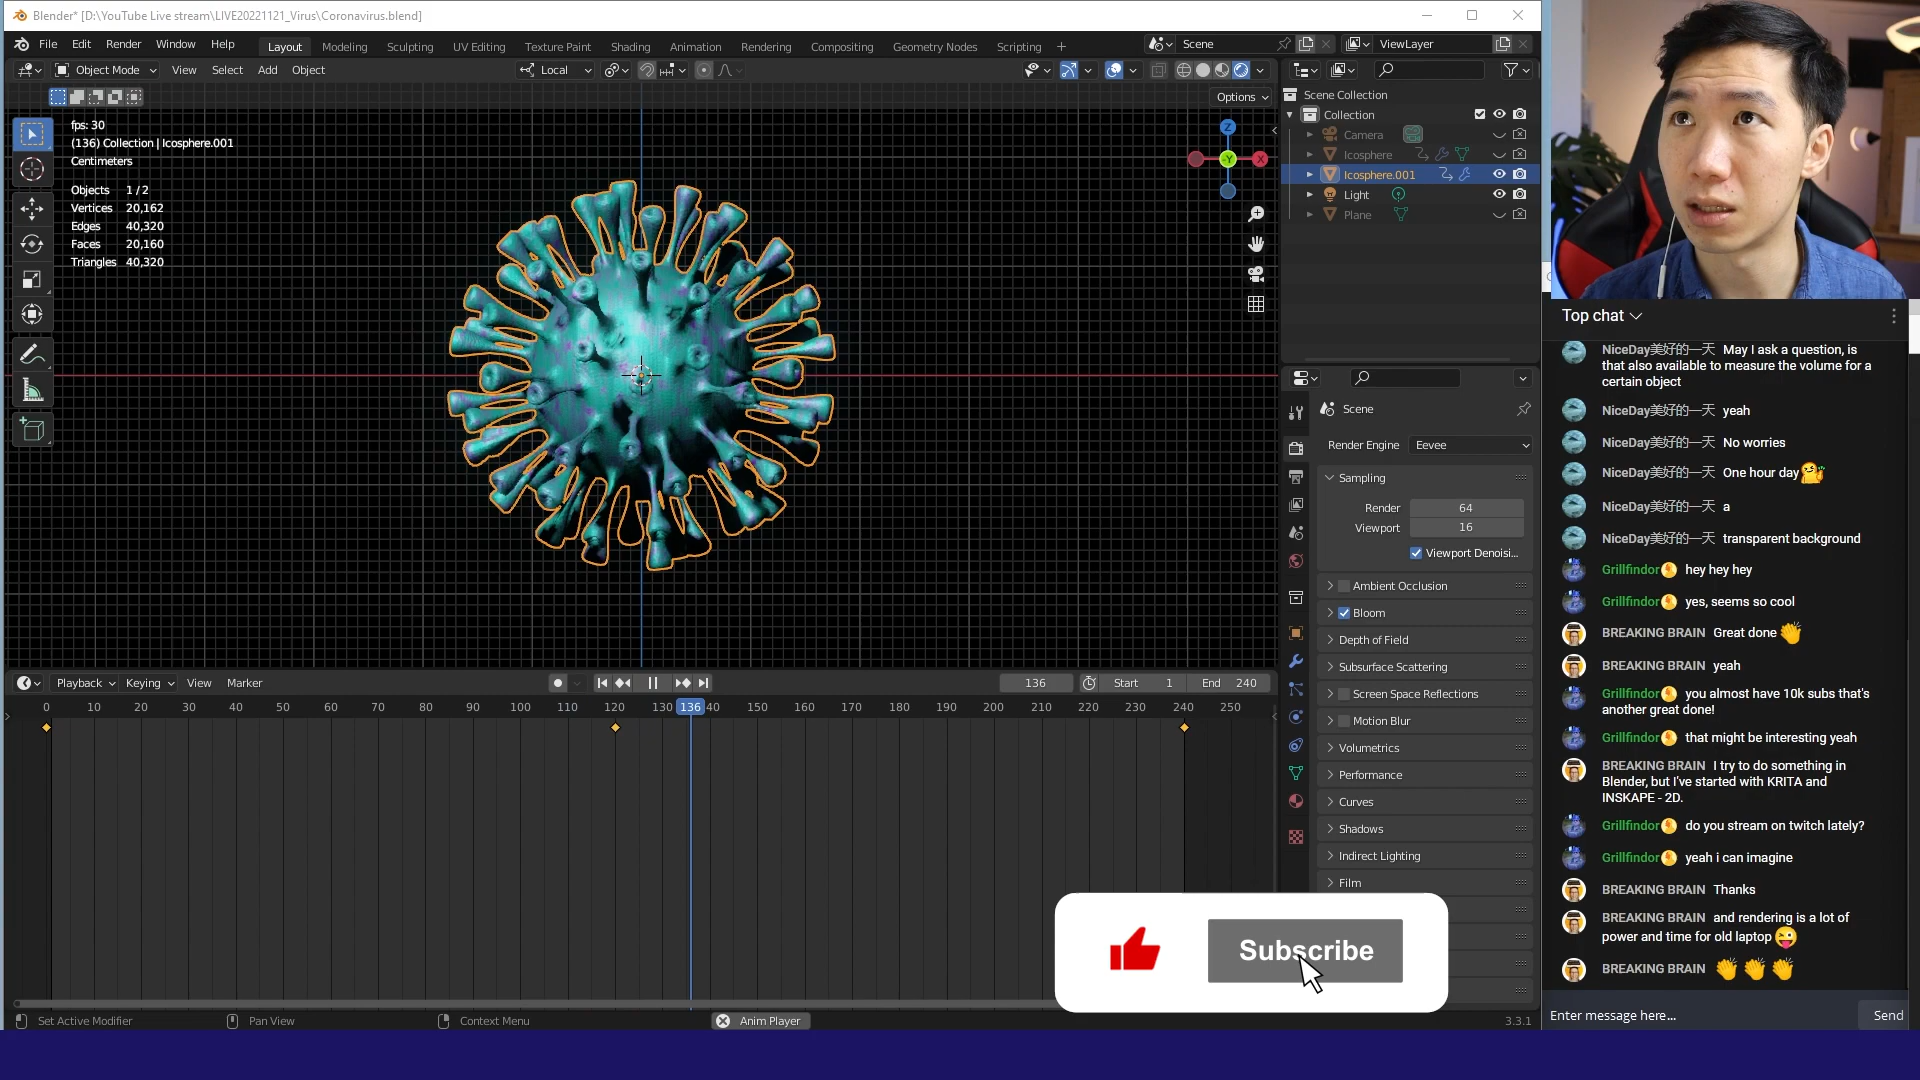 Blender* [D:\YouTube Live stream\LIVE20221121_Virus\Coronavirus.blend]
File Edit Render Window Help Layout Modeling Sculpting UV Editing Texture Paint Shading Animation Rendering Compositing Geometry Nodes Scripting + Scene ViewLayer
Object Mode View Select Add Object Local
Options
fps: 30
(136) Collection | Icosphere.001
Centimeters
Objects 1 / 2
Vertices 20,162
Edges 40,320
Faces 20,160
Triangles 40,320
Z
-Y
X
Scene Collection
Collection
Camera
Icosphere
Icosphere.001
Light
Plane
Scene
Render Engine Eevee
Sampling
Render 64
Viewport 16
Viewport Denoisi...
Ambient Occlusion
Bloom
Depth of Field
Subsurface Scattering
Screen Space Reflections
Motion Blur
Volumetrics
Performance
Curves
Shadows
Indirect Lighting
Film
Playback Keying View Marker 136 Start 1 End 240
0 10 20 30 40 50 60 70 80 90 100 110 120 130 136 40 150 160 170 180 190 200 210 220 230 240 250
Subscribe
Set Active Modifier Pan View Context Menu Anim Player 3.3.1
Top chat
NiceDay美好的一天 May I ask a question, is
that also available to measure the volume for a
certain object
NiceDay美好的一天 yeah
NiceDay美好的一天 No worries
NiceDay美好的一天 One hour day
NiceDay美好的一天 a
NiceDay美好的一天 transparent background
Grillfindor hey hey hey
Grillfindor yes, seems so cool
BREAKING BRAIN Great done
BREAKING BRAIN yeah
Grillfindor you almost have 10k subs that's
another great done!
Grillfindor that might be interesting yeah
BREAKING BRAIN I try to do something in
Blender, but I've started with KRITA and
INSKAPE - 2D.
Grillfindor do you stream on twitch lately?
Grillfindor yeah i can imagine
BREAKING BRAIN Thanks
BREAKING BRAIN and rendering is a lot of
power and time for old laptop
BREAKING BRAIN
Enter message here... Send